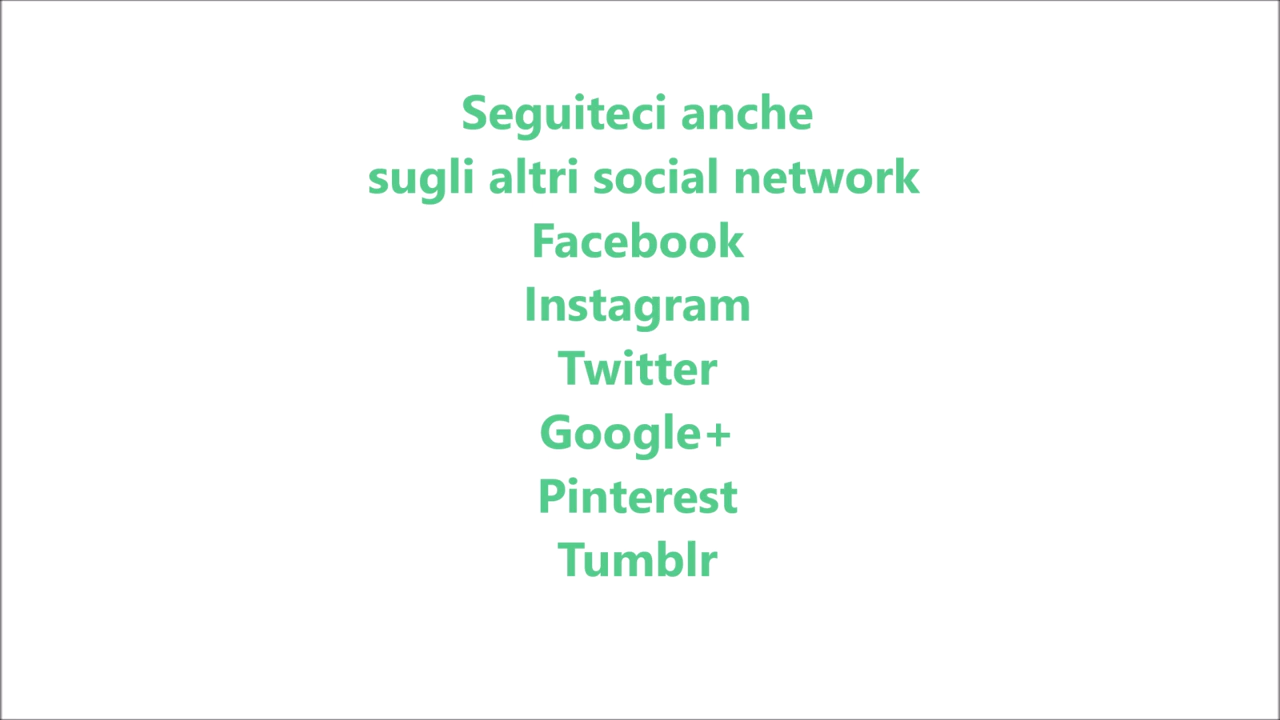 Seguiteci anche
sugli altri social network
Facebook
Instagram
Twitter
Google+
Pinterest
Tumblr